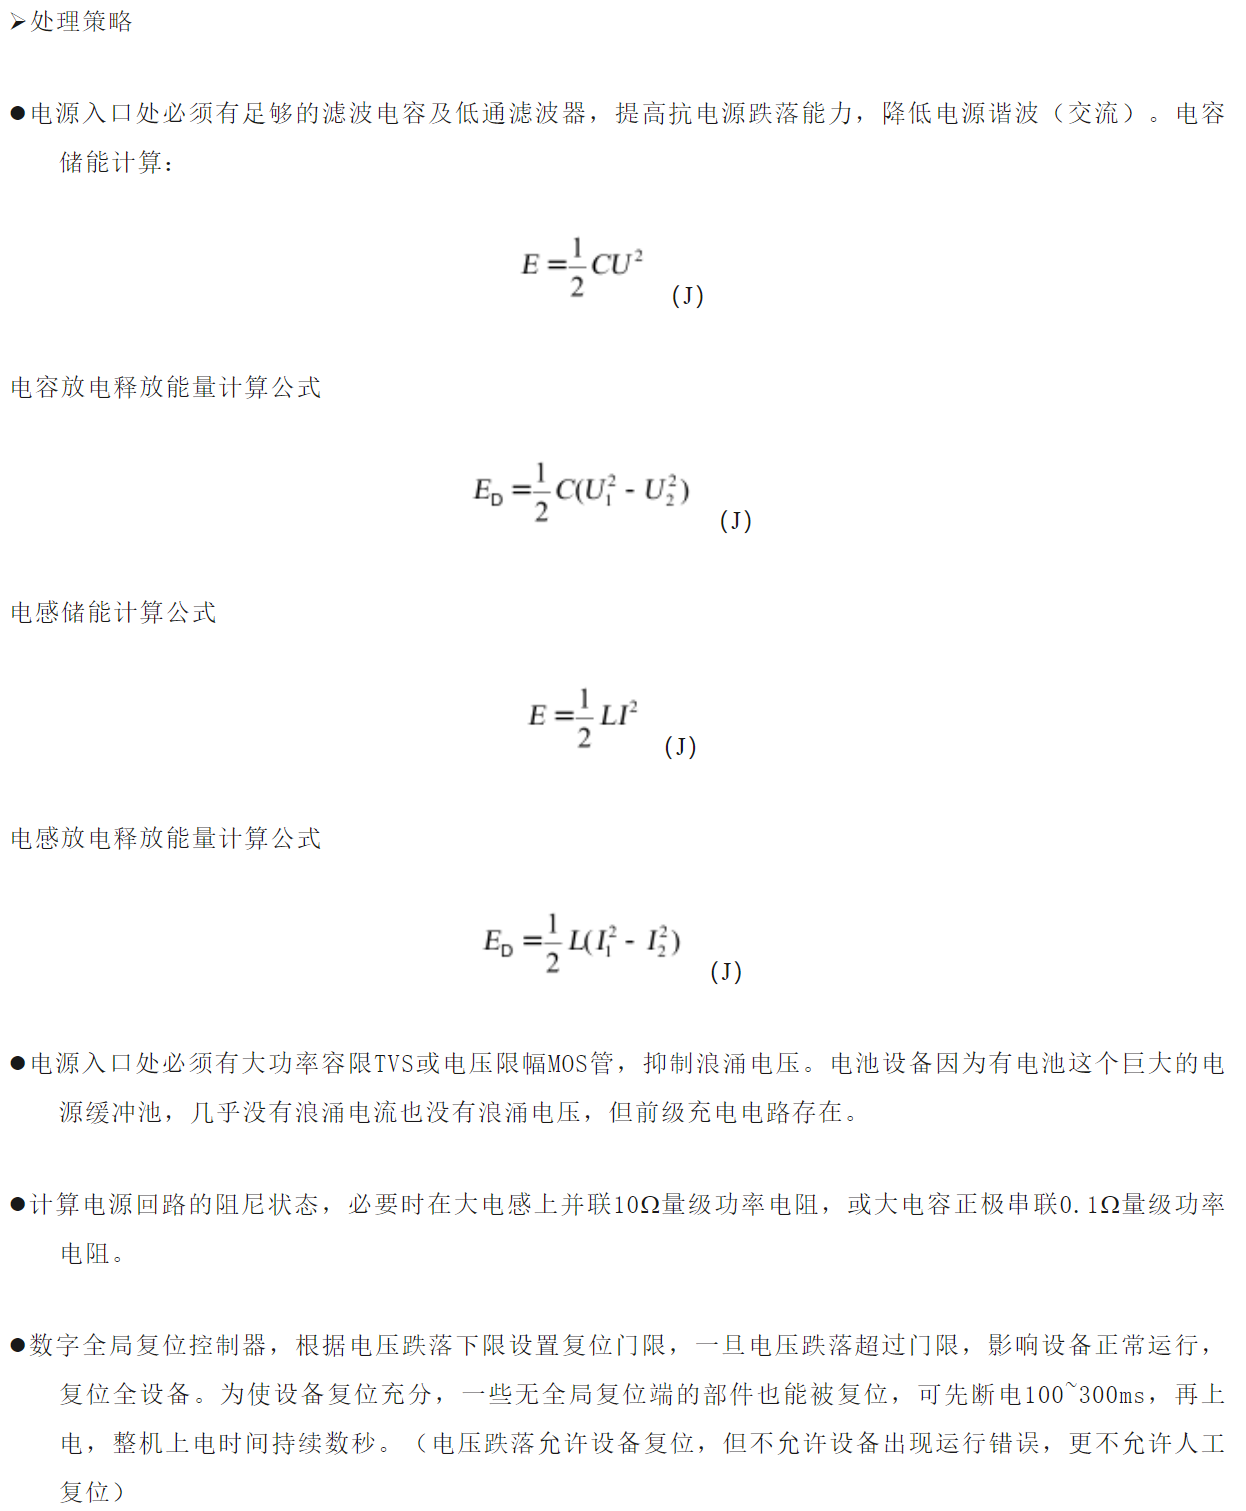 ➢处理策略
●电源入口处必须有足够的滤波电容及低通滤波器，提高抗电源跌落能力，降低电源谐波（交流）。电容
储能计算：
E = 1/2 CU² (J)
电容放电释放能量计算公式
E_D = 1/2 C(U₁² - U₂²) (J)
电感储能计算公式
E = 1/2 LI² (J)
电感放电释放能量计算公式
E_D = 1/2 L(I₁² - I₂²) (J)
●电源入口处必须有大功率容限TVS或电压限幅MOS管，抑制浪涌电压。电池设备因为有电池这个巨大的电
源缓冲池，几乎没有浪涌电流也没有浪涌电压，但前级充电电路存在。
●计算电源回路的阻尼状态，必要时在大电感上并联10Ω量级功率电阻，或大电容正极串联0.1Ω量级功率
电阻。
●数字全局复位控制器，根据电压跌落下限设置复位门限，一旦电压跌落超过门限，影响设备正常运行，
复位全设备。为使设备复位充分，一些无全局复位端的部件也能被复位，可先断电100~300ms，再上
电，整机上电时间持续数秒。（电压跌落允许设备复位，但不允许设备出现运行错误，更不允许人工
复位）